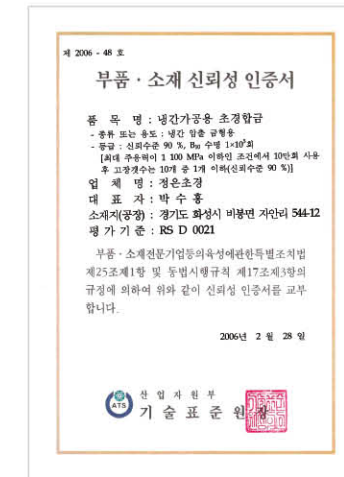 제 2006 - 48 호
부품 · 소재 신뢰성 인증서
품 목 명 : 냉간가공용 초경합금
- 종류 또는 용도 : 냉간 압출 금형용
- 등급 : 신뢰수준 90 %, B₁₀ 수명 1×10⁵회
[최대 주응력이 1 100 MPa 이하인 조건에서 10만회 사용
후 고장갯수는 10개 중 1개 이하(신뢰수준 90 %)]
업 체 명 : 정은초경
대 표 자 : 박 수 홍
소재지(공장) : 경기도 화성시 비봉면 자안리 544-12
평 가 기 준 : RS D 0021
부품 · 소재전문기업등의육성에관한특별조치법
제25조제1항 및 동법시행규칙 제17조제3항의
규정에 의하여 위와 같이 신뢰성 인증서를 교부
합니다.
2006년 2 월 28 일
ATS
산 업 자 원 부
기 술 표 준 원 장